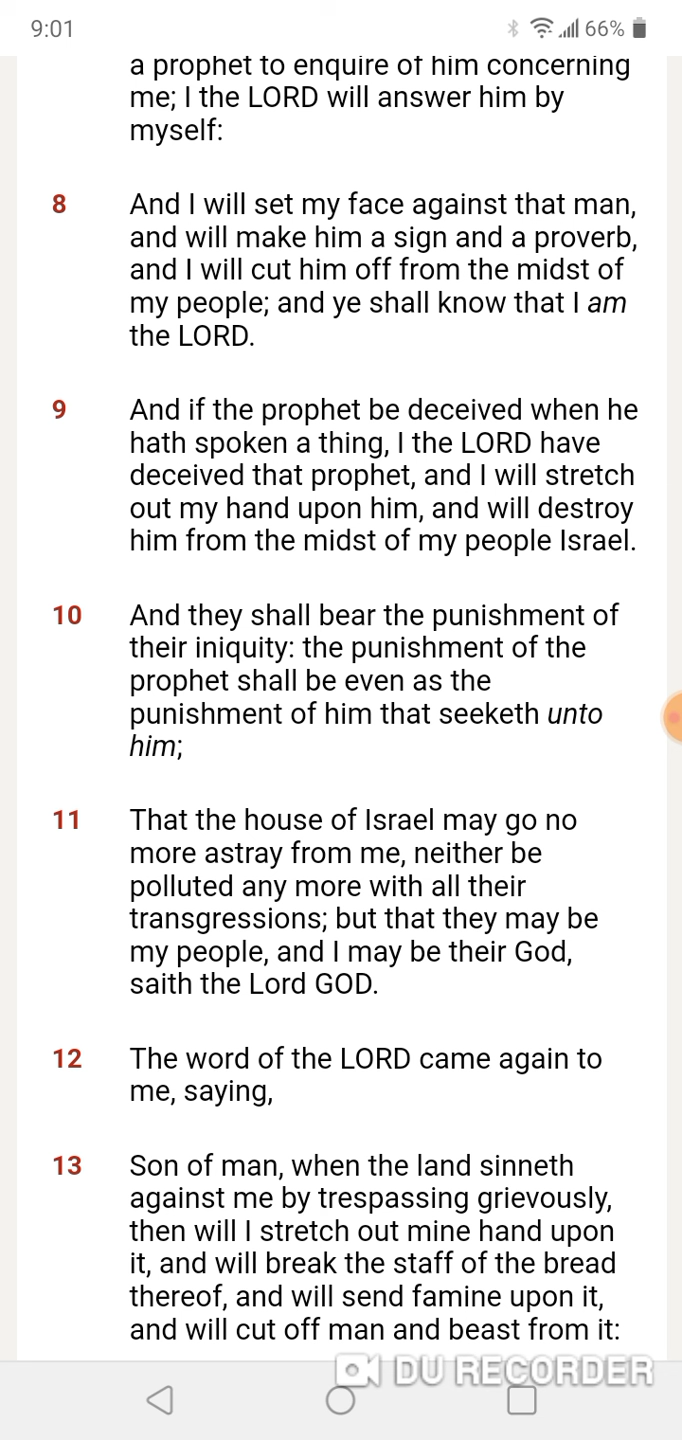 9:01 66%
a prophet to enquire of him concerning
me; I the LORD will answer him by
myself:
8 And I will set my face against that man,
and will make him a sign and a proverb,
and I will cut him off from the midst of
my people; and ye shall know that I am
the LORD.
9 And if the prophet be deceived when he
hath spoken a thing, I the LORD have
deceived that prophet, and I will stretch
out my hand upon him, and will destroy
him from the midst of my people Israel.
10 And they shall bear the punishment of
their iniquity: the punishment of the
prophet shall be even as the
punishment of him that seeketh unto
him;
11 That the house of Israel may go no
more astray from me, neither be
polluted any more with all their
transgressions; but that they may be
my people, and I may be their God,
saith the Lord GOD.
12 The word of the LORD came again to
me, saying,
13 Son of man, when the land sinneth
against me by trespassing grievously,
then will I stretch out mine hand upon
it, and will break the staff of the bread
thereof, and will send famine upon it,
and will cut off man and beast from it:
DU RECORDER